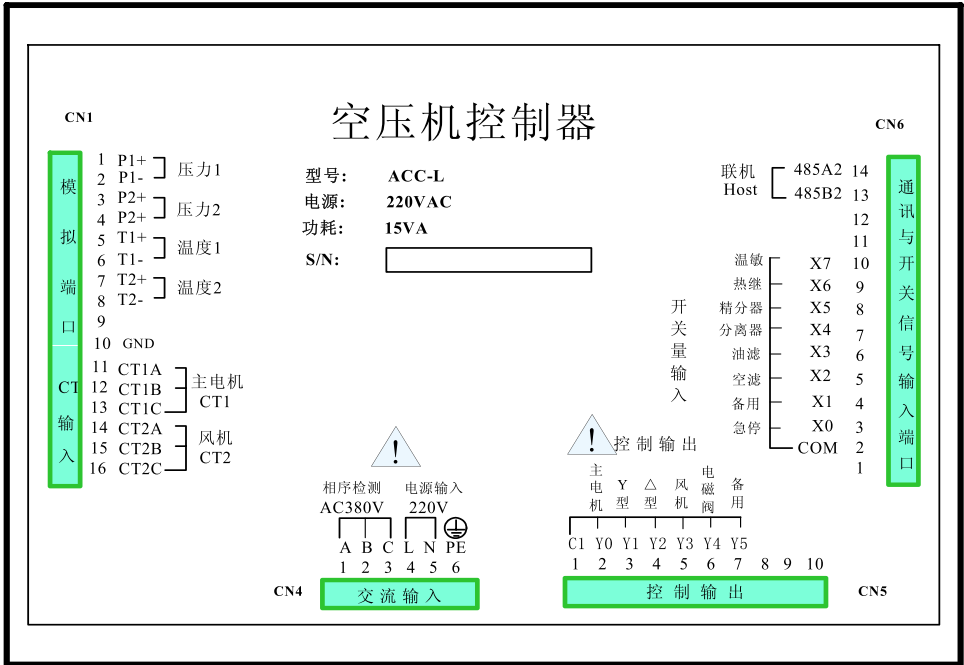 空压机控制器
CN1
CN6
型号: ACC-L
电源: 220VAC
功耗: 15VA
S/N:
模拟端口 CT输入
1 P1+
2 P1-
压力1
3 P2+
4 P2+
压力2
5 T1+
6 T1-
温度1
7 T2+
8 T2-
温度2
9
10 GND
11 CT1A
12 CT1B
13 CT1C
主电机
CT1
14 CT2A
15 CT2B
16 CT2C
风机
CT2
联机
Host
485A2 14
485B2 13
12
11
温敏 X7 10
热继 X6 9
精分器 X5 8
分离器 X4 7
油滤 X3 6
空滤 X2 5
备用 X1 4
急停 X0 3
COM 2
1
开关量输入
通讯与开关信号输入端口
!
相序检测 电源输入
AC380V 220V
A B C L N PE
1 2 3 4 5 6
CN4
交流输入
!
控制输出
主电机 Y型 △型 风机 电磁阀 备用
C1 Y0 Y1 Y2 Y3 Y4 Y5
1 2 3 4 5 6 7 8 9 10
控制输出
CN5